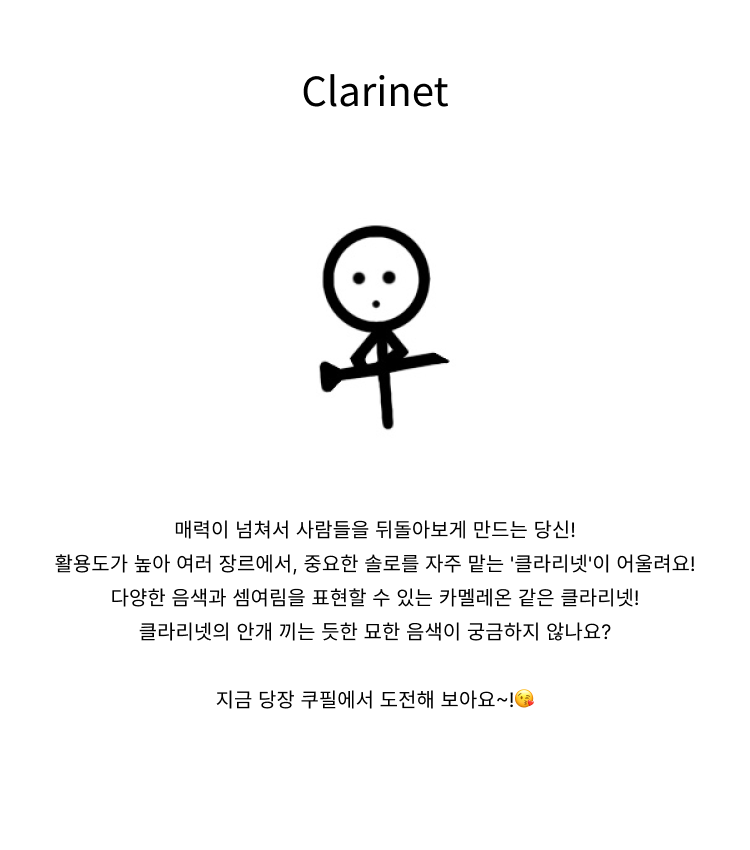 Clarinet
매력이 넘쳐서 사람들을 뒤돌아보게 만드는 당신!
활용도가 높아 여러 장르에서, 중요한 솔로를 자주 맡는 '클라리넷'이 어울려요!
다양한 음색과 셈여림을 표현할 수 있는 카멜레온 같은 클라리넷!
클라리넷의 안개 끼는 듯한 묘한 음색이 궁금하지 않나요?
지금 당장 쿠필에서 도전해 보아요~!😘